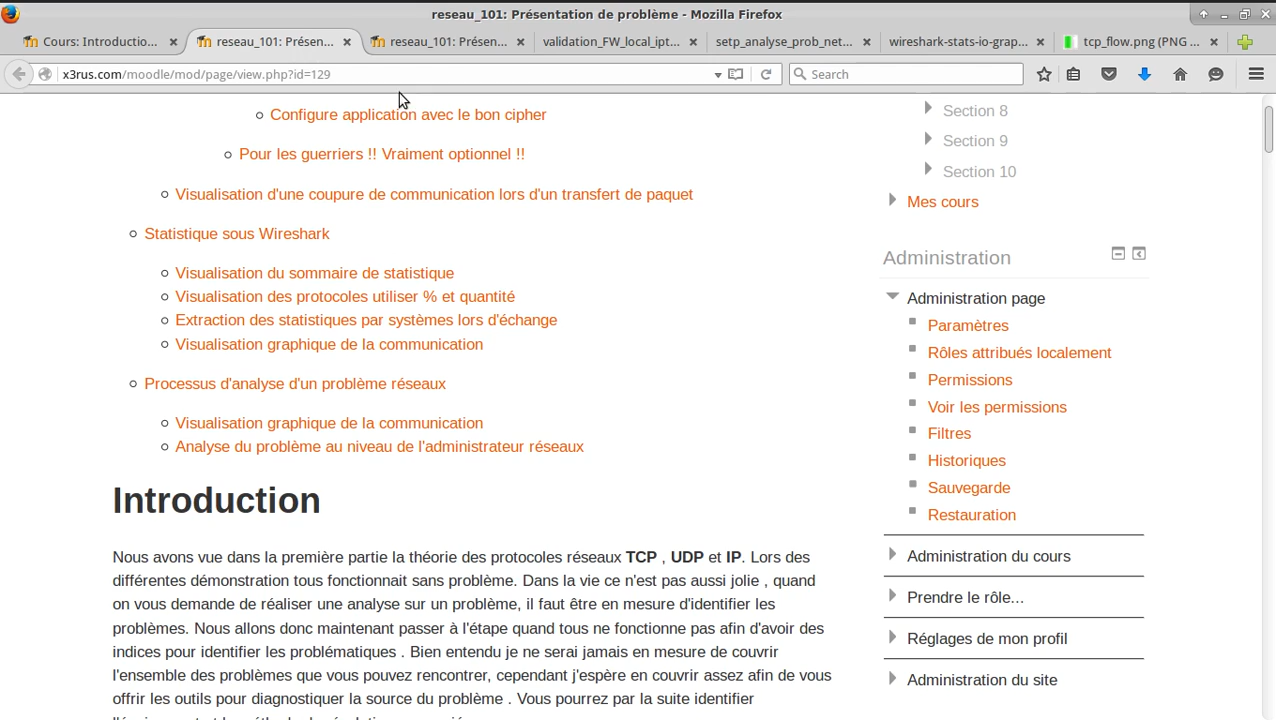 reseau_101: Présentation de problème - Mozilla Firefox
Cours: Introductio...
reseau_101: Présen...
reseau_101: Présen...
validation_FW_local_ipt...
setp_analyse_prob_net...
wireshark-stats-io-grap...
tcp_flow.png (PNG ...
x3rus.com/moodle/mod/page/view.php?id=129
Search
Configure application avec le bon cipher
Pour les guerriers !! Vraiment optionnel !!
Visualisation d'une coupure de communication lors d'un transfert de paquet
Statistique sous Wireshark
Visualisation du sommaire de statistique
Visualisation des protocoles utiliser % et quantité
Extraction des statistiques par systèmes lors d'échange
Visualisation graphique de la communication
Processus d'analyse d'un problème réseaux
Visualisation graphique de la communication
Analyse du problème au niveau de l'administrateur réseaux
Introduction
Nous avons vue dans la première partie la théorie des protocoles réseaux TCP , UDP et IP. Lors des
différentes démonstration tous fonctionnait sans problème. Dans la vie ce n'est pas aussi jolie , quand
on vous demande de réaliser une analyse sur un problème, il faut être en mesure d'identifier les
problèmes. Nous allons donc maintenant passer à l'étape quand tous ne fonctionne pas afin d'avoir des
indices pour identifier les problématiques . Bien entendu je ne serai jamais en mesure de couvrir
l'ensemble des problèmes que vous pouvez rencontrer, cependant j'espère en couvrir assez afin de vous
offrir les outils pour diagnostiquer la source du problème . Vous pourrez par la suite identifier
Section 8
Section 9
Section 10
Mes cours
Administration
Administration page
Paramètres
Rôles attribués localement
Permissions
Voir les permissions
Filtres
Historiques
Sauvegarde
Restauration
Administration du cours
Prendre le rôle...
Réglages de mon profil
Administration du site